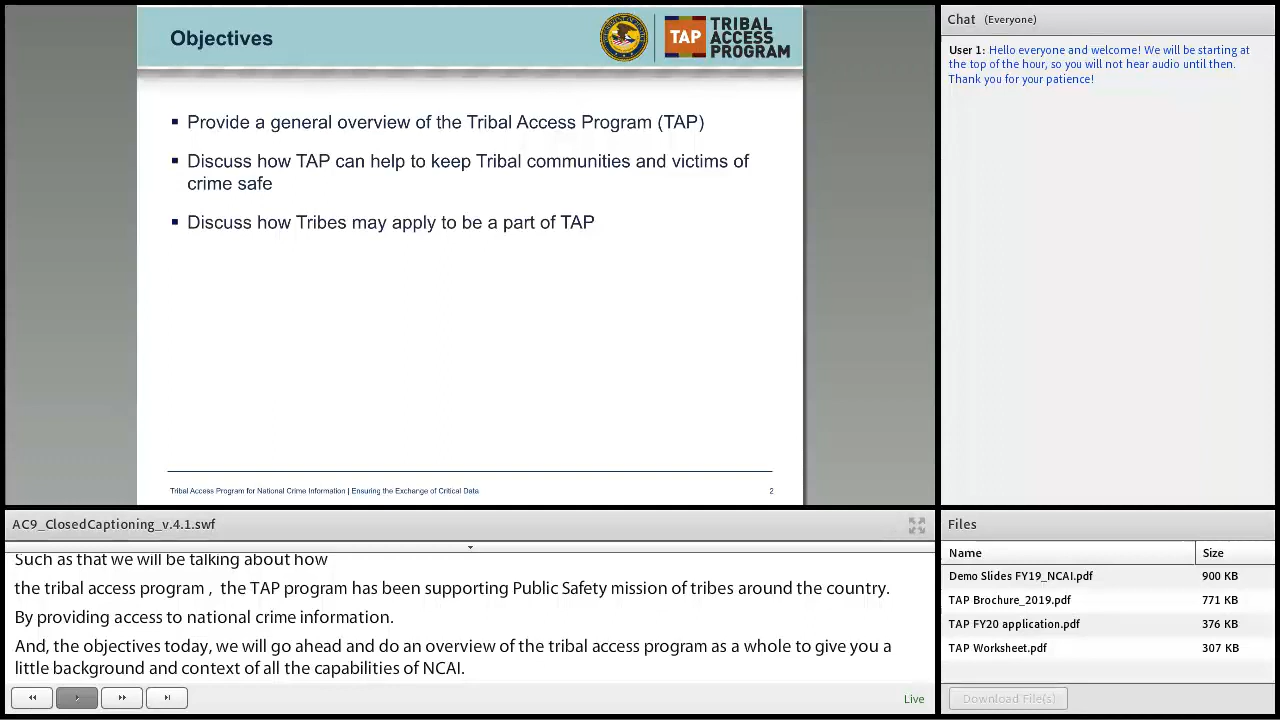 Objectives
TAP
TRIBAL
ACCESS
PROGRAM
▪ Provide a general overview of the Tribal Access Program (TAP)
▪ Discuss how TAP can help to keep Tribal communities and victims of
crime safe
▪ Discuss how Tribes may apply to be a part of TAP
Tribal Access Program for National Crime Information | Ensuring the Exchange of Critical Data
2
Chat (Everyone)
User 1: Hello everyone and welcome! We will be starting at
the top of the hour, so you will not hear audio until then.
Thank you for your patience!
AC9_ClosedCaptioning_v.4.1.swf
Such as that we will be talking about how
the tribal access program , the TAP program has been supporting Public Safety mission of tribes around the country.
By providing access to national crime information.
And, the objectives today, we will go ahead and do an overview of the tribal access program as a whole to give you a
little background and context of all the capabilities of NCAI.
Live
Files
Name Size
Demo Slides FY19_NCAI.pdf 900 KB
TAP Brochure_2019.pdf 771 KB
TAP FY20 application.pdf 376 KB
TAP Worksheet.pdf 307 KB
Download File(s)